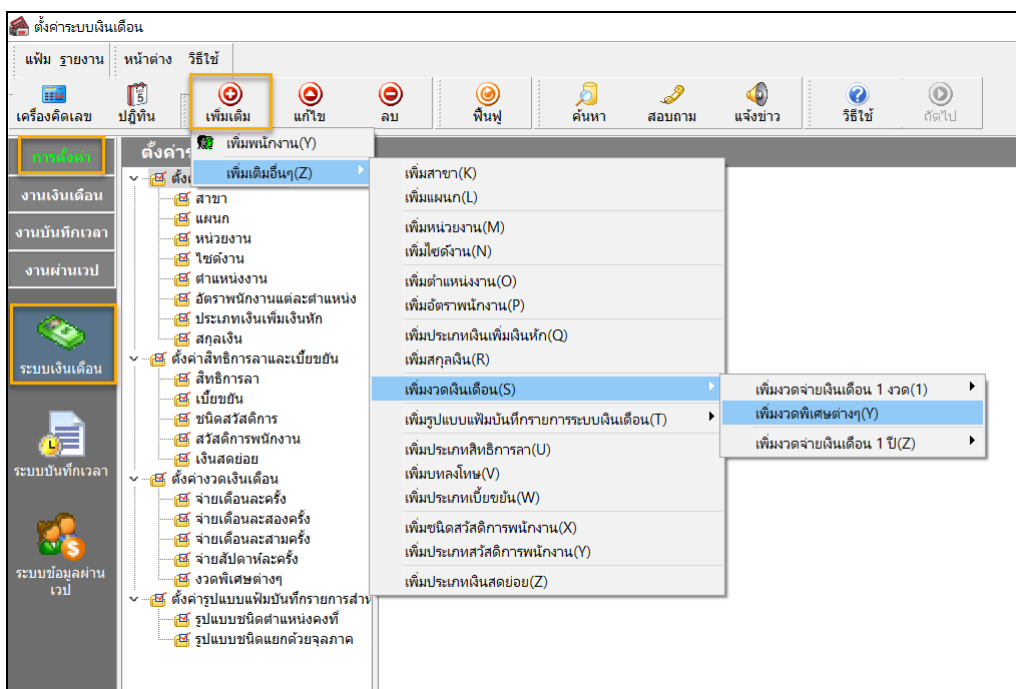 ตั้งค่าระบบเงินเดือน
แฟ้ม รายงาน หน้าต่าง วิธีใช้
5
เครื่องคิดเลข ปฏิทิน เพิ่มเติม แก้ไข ลบ ฟื้นฟู ค้นหา สอบถาม แจ้งข่าว วิธีใช้ ถัดไป
การตั้งค่า
งานเงินเดือน
งานบันทึกเวลา
งานผ่านเวป
ระบบเงินเดือน
ระบบบันทึกเวลา
ระบบข้อมูลผ่าน
เวป
สาขา
แผนก
หน่วยงาน
ไซด์งาน
ตำแหน่งงาน
อัตราพนักงานแต่ละตำแหน่ง
ประเภทเงินเพิ่มเงินหัก
สกุลเงิน
ตั้งค่าสิทธิการลาและเบี้ยขยัน
สิทธิการลา
เบี้ยขยัน
ชนิดสวัสดิการ
สวัสดิการพนักงาน
เงินสดย่อย
ตั้งค่างวดเงินเดือน
จ่ายเดือนละครั้ง
จ่ายเดือนละสองครั้ง
จ่ายเดือนละสามครั้ง
จ่ายสัปดาห์ละครั้ง
งวดพิเศษต่างๆ
ตั้งค่ารูปแบบแฟ้มบันทึกรายการสำห
รูปแบบชนิดตำแหน่งคงที่
รูปแบบชนิดแยกด้วยจุลภาค
เพิ่มพนักงาน(Y)
เพิ่มเติมอื่นๆ(Z)
เพิ่มสาขา(K)
เพิ่มแผนก(L)
เพิ่มหน่วยงาน(M)
เพิ่มไซด์งาน(N)
เพิ่มตำแหน่งงาน(O)
เพิ่มอัตราพนักงาน(P)
เพิ่มประเภทเงินเพิ่มเงินหัก(Q)
เพิ่มสกุลเงิน(R)
เพิ่มงวดเงินเดือน(S)
เพิ่มรูปแบบแฟ้มบันทึกรายการระบบเงินเดือน(T)
เพิ่มประเภทสิทธิการลา(U)
เพิ่มบทลงโทษ(V)
เพิ่มประเภทเบี้ยขยัน(W)
เพิ่มชนิดสวัสดิการพนักงาน(X)
เพิ่มประเภทสวัสดิการพนักงาน(Y)
เพิ่มประเภทเงินสดย่อย(Z)
เพิ่มงวดจ่ายเงินเดือน 1 งวด(1)
เพิ่มงวดพิเศษต่างๆ(Y)
เพิ่มงวดจ่ายเงินเดือน 1 ปี(Z)